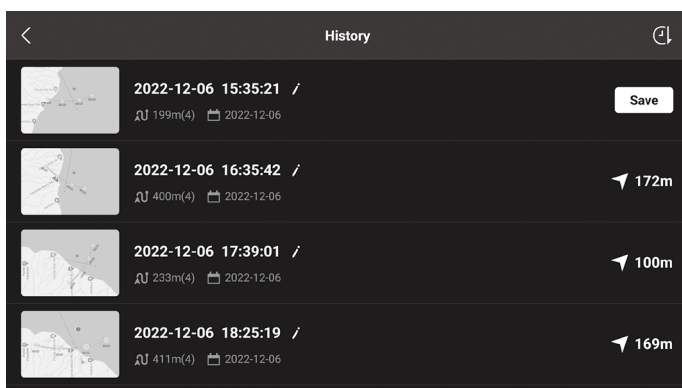 History
2022-12-06 15:35:21
199m(4) 2022-12-06
Save
2022-12-06 16:35:42
400m(4) 2022-12-06
172m
2022-12-06 17:39:01
233m(4) 2022-12-06
100m
2022-12-06 18:25:19
411m(4) 2022-12-06
169m